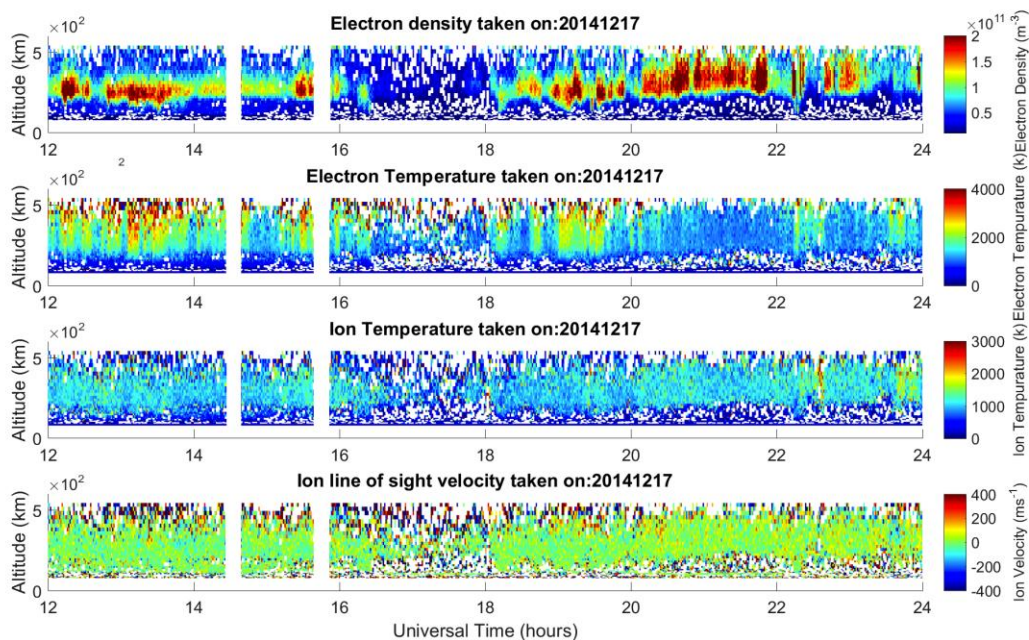 Electron density taken on:20141217
×10²
5
0
Altitude (km)
12 14 16 18 20 22 24
×10¹¹
2
1.5
1
0.5
Electron Density (m⁻³)
2
Electron Temperature taken on:20141217
×10²
5
0
Altitude (km)
12 14 16 18 20 22 24
4000
2000
0
Electron Tempurature (k)
Ion Temperature taken on:20141217
×10²
5
0
Altitude (km)
12 14 16 18 20 22 24
3000
2000
1000
0
Ion Tempurature (k)
Ion line of sight velocity taken on:20141217
×10²
5
0
Altitude (km)
12 14 16 18 20 22 24
Universal Time (hours)
400
200
0
-200
-400
Ion Velocity (ms⁻¹)